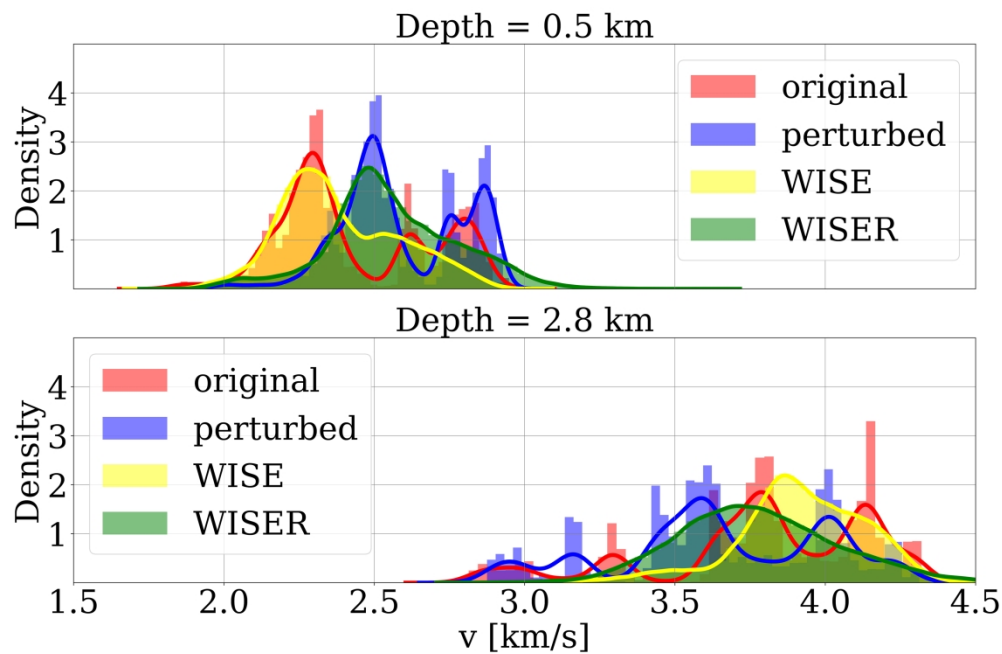 Depth = 0.5 km
Density
4
3
2
1
original
perturbed
WISE
WISER
Depth = 2.8 km
Density
4
3
2
1
original
perturbed
WISE
WISER
1.5 2.0 2.5 3.0 3.5 4.0 4.5
v [km/s]